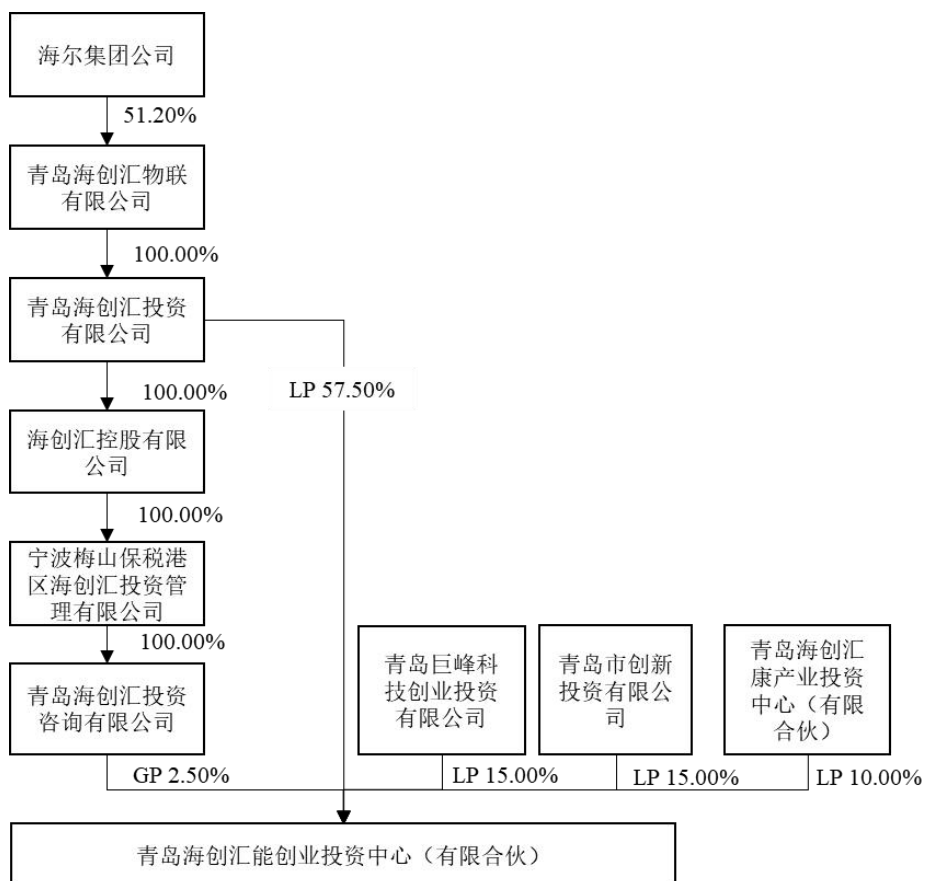 海尔集团公司
51.20%
青岛海创汇物联
有限公司
100.00%
青岛海创汇投资
有限公司
100.00%
LP 57.50%
海创汇控股有限
公司
100.00%
宁波梅山保税港
区海创汇投资管
理有限公司
100.00%
青岛海创汇投资
咨询有限公司
青岛巨峰科
技创业投资
有限公司
青岛市创新
投资有限公
司
青岛海创汇
康产业投资
中心（有限
合伙）
GP 2.50%
LP 15.00%
LP 15.00%
LP 10.00%
青岛海创汇能创业投资中心（有限合伙）